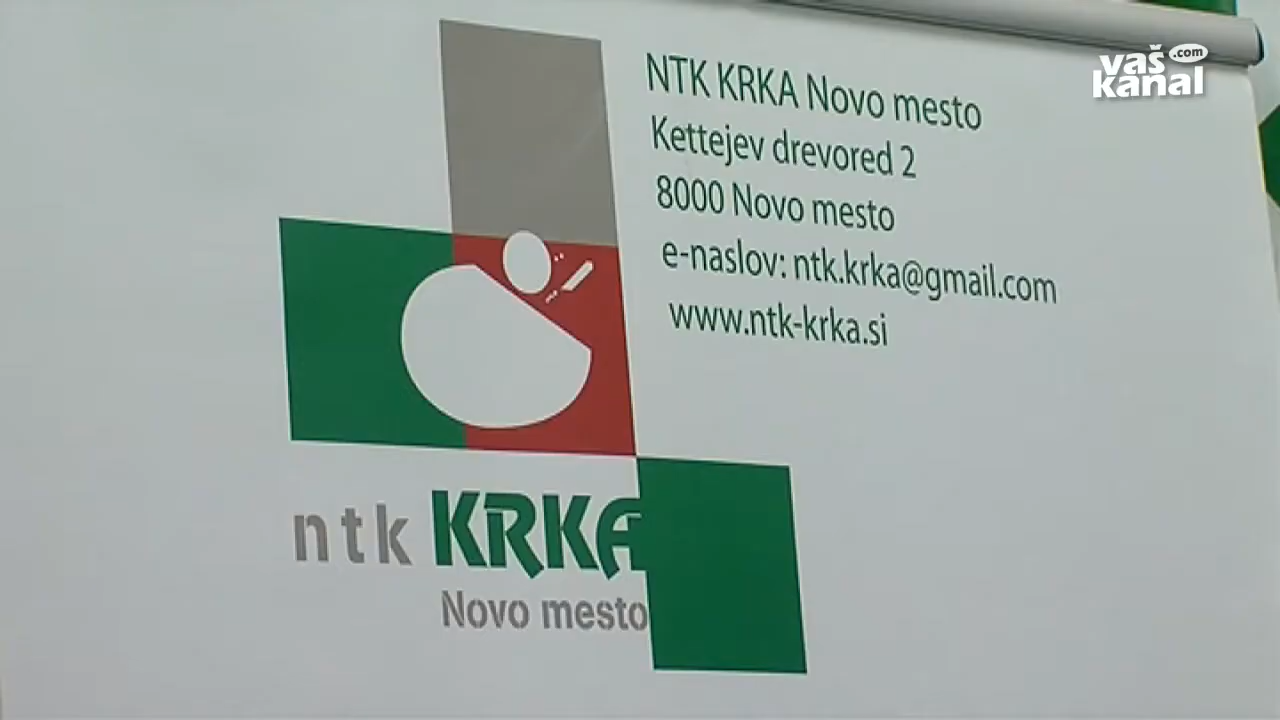 vaš
.com
kanal
NTK KRKA Novo mesto
Kettejev drevored 2
8000 Novo mesto
e-naslov: ntk.krka@gmail.com
www.ntk-krka.si
ntk KRKA
Novo mesto